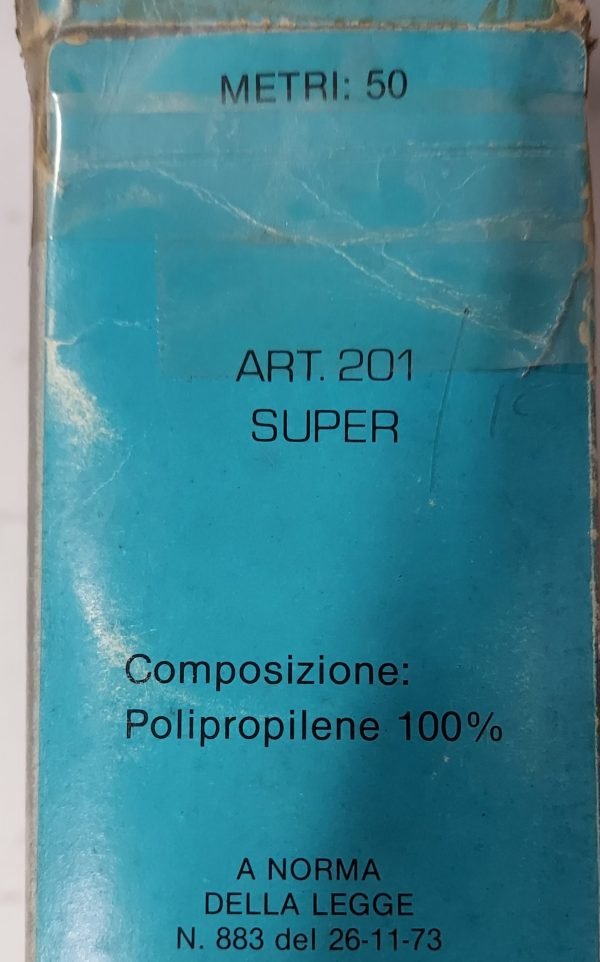 METRI: 50
ART. 201
SUPER
Composizione:
Polipropilene 100%
A NORMA
DELLA LEGGE
N. 883 del 26-11-73